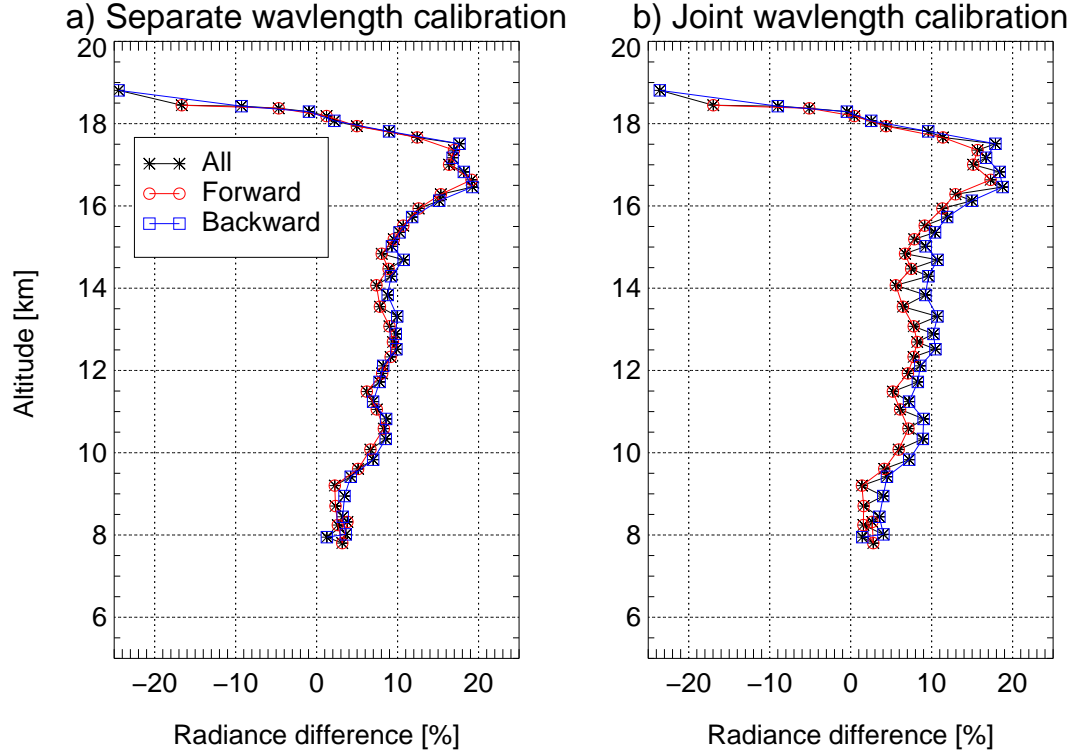 a) Separate wavlength calibration
b) Joint wavlength calibration
20
18
16
14
12
10
8
6
Altitude [km]
All
Forward
Backward
−20 −10 0 10 20
Radiance difference [%]
20
18
16
14
12
10
8
6
−20 −10 0 10 20
Radiance difference [%]